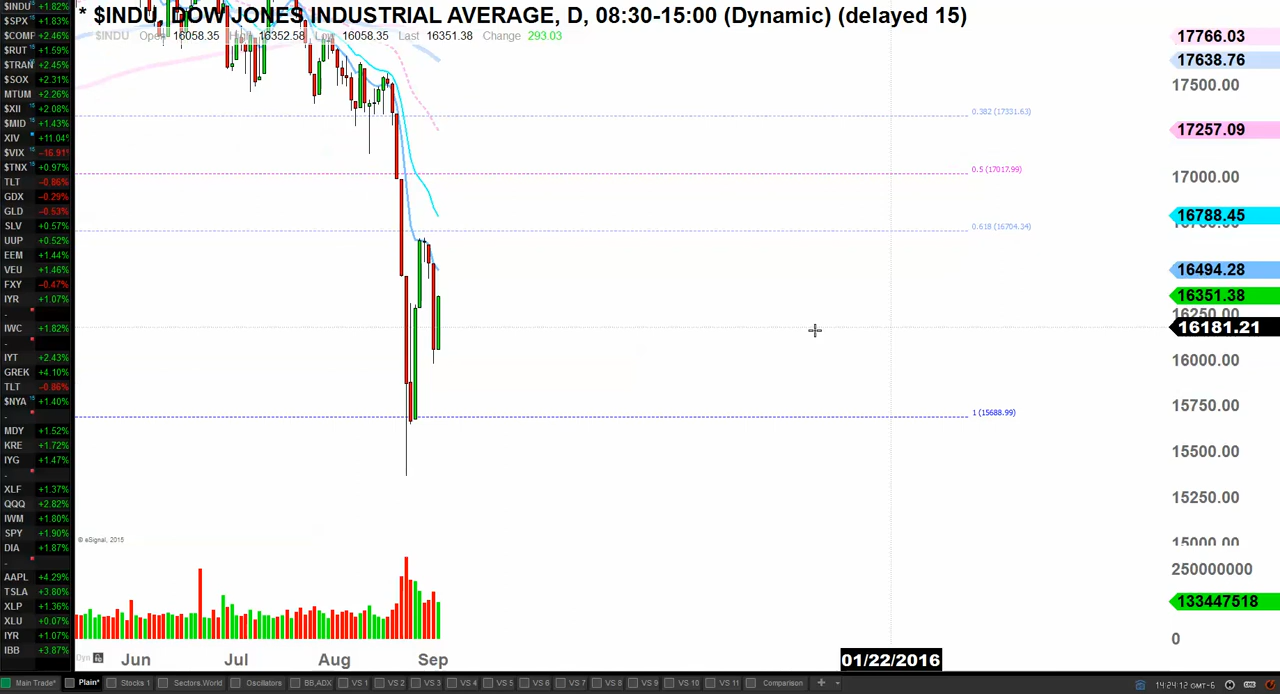 $INDU +1.82%
$SPX +1.83%
$COMP +2.46%
$RUT +1.59%
$TRAN +2.45%
$SOX +2.31%
MTUM +2.26%
$XII +2.08%
$MID +1.43%
XIV +11.04%
$VIX -16.91%
$TNX +0.97%
TLT -0.86%
GDX -0.29%
GLD -0.53%
SLV +0.57%
UUP +0.52%
EEM +1.44%
VEU +1.46%
FXY -0.47%
IYR +1.07%
-
IWC +1.82%
-
IYT +2.43%
GREK +4.10%
TLT -0.86%
$NYA +1.40%
-
MDY +1.52%
KRE +1.72%
IYG +1.47%
-
XLF +1.37%
QQQ +2.82%
IWM +1.80%
SPY +1.90%
DIA +1.87%
-
AAPL +4.29%
TSLA +3.80%
XLP +1.36%
XLU +0.07%
IYR +1.07%
IBB +3.87%
* $INDU, DOW JONES INDUSTRIAL AVERAGE, D, 08:30-15:00 (Dynamic) (delayed 15)
$INDU Open 16058.35 High 16352.58 Low 16058.35 Last 16351.38 Change 293.03
0.382 (17331.63)
0.5 (17017.99)
0.618 (16704.34)
1 (15688.99)
17766.03
17638.76
17500.00
17257.09
17000.00
16788.45
16750.00
16494.28
16351.38
16250.00
16181.21
16000.00
15750.00
15500.00
15250.00
15000.00
250000000
133447518
0
© eSignal, 2015
Dyn
Jun Jul Aug Sep 01/22/2016
Main Trade* Plain* Stocks 1 Sectors.World Oscillators BB,ADX VS 1 VS 2 VS 3 VS 4 VS 5 VS 6 VS 7 VS 8 VS 9 VS 10 VS 11 Comparison + 14:24:12 GMT-6